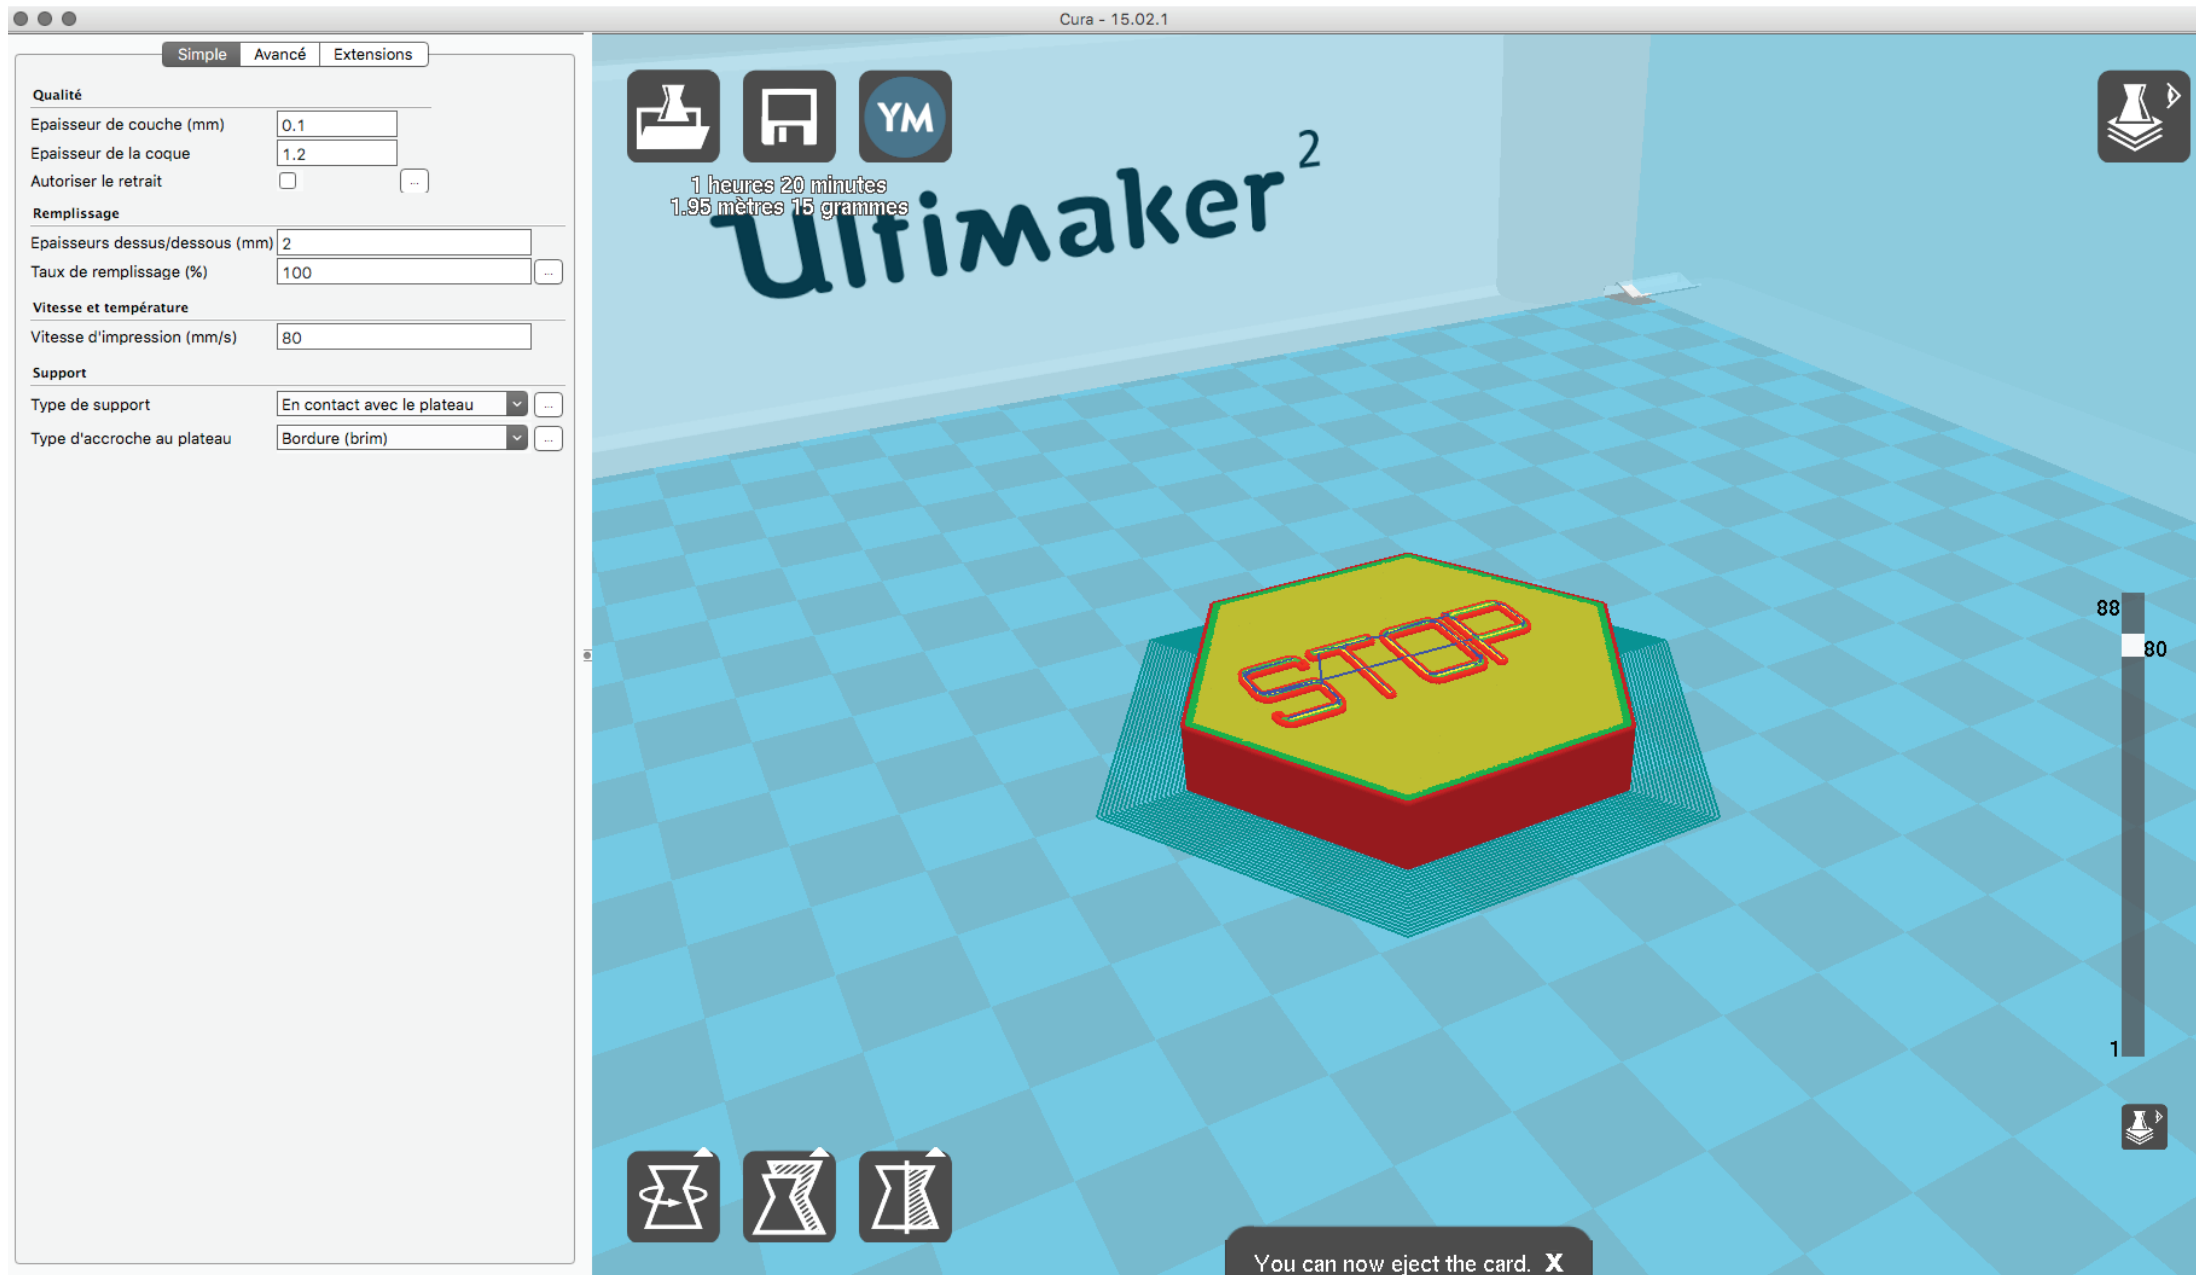 Cura - 15.02.1
Simple Avancé Extensions
Qualité
Epaisseur de couche (mm) 0.1
Epaisseur de la coque 1.2
Autoriser le retrait ...
Remplissage
Epaisseurs dessus/dessous (mm) 2
Taux de remplissage (%) 100 ...
Vitesse et température
Vitesse d'impression (mm/s) 80
Support
Type de support En contact avec le plateau ...
Type d'accroche au plateau Bordure (brim) ...
YM
1 heures 20 minutes
1.95 mètres 15 grammes
Ultimaker²
STOP
88
80
1
You can now eject the card. X